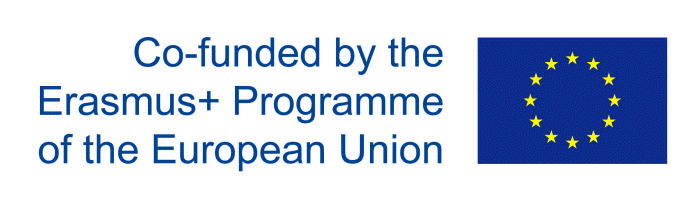 Co-funded by the
Erasmus+ Programme
of the European Union